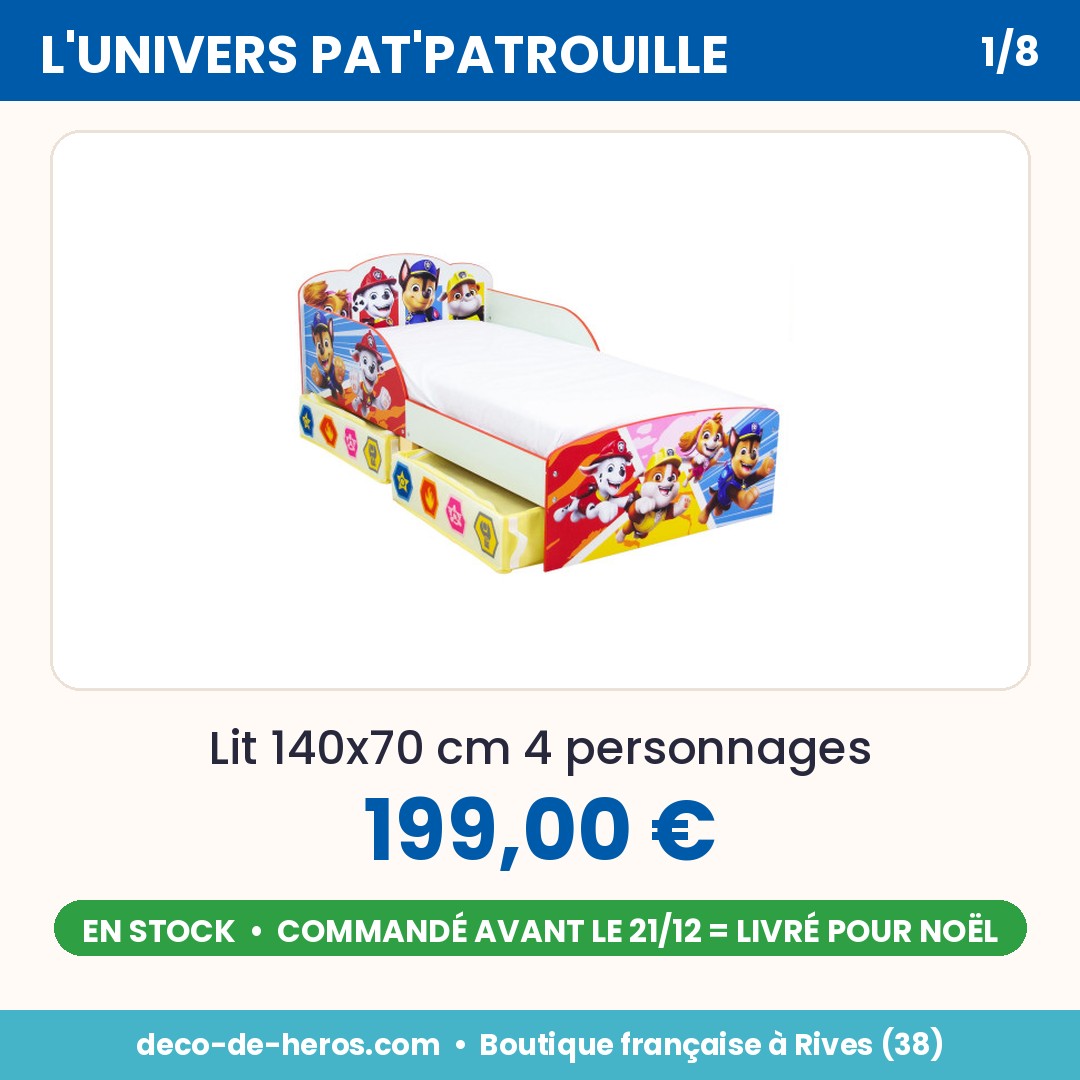 L'UNIVERS PAT'PATROUILLE
1/8
Lit 140x70 cm 4 personnages
199,00 €
EN STOCK • COMMANDÉ AVANT LE 21/12 = LIVRÉ POUR NOËL
deco-de-heros.com • Boutique française à Rives (38)